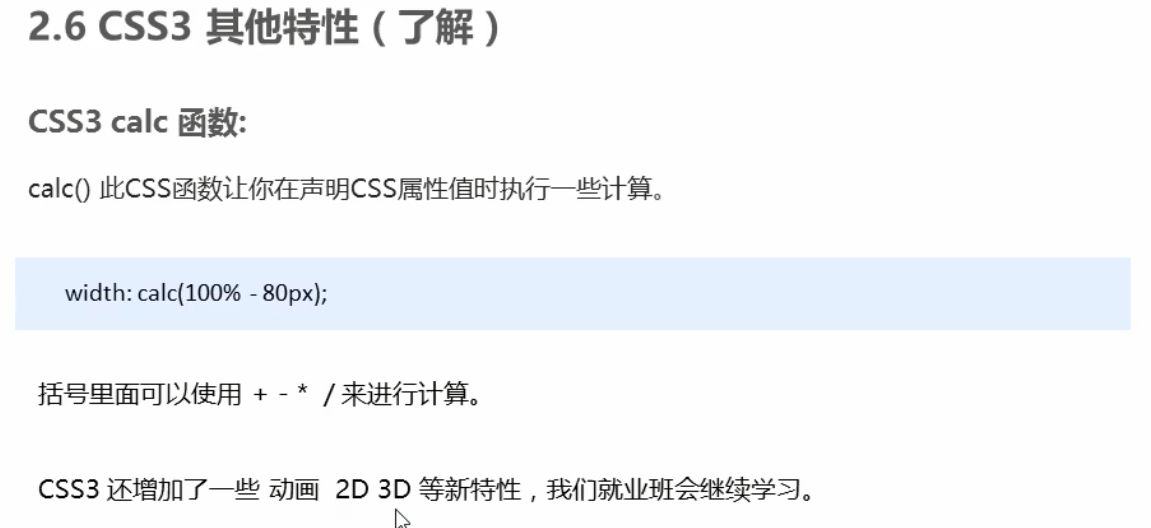 2.6 CSS3 其他特性（了解）
CSS3 calc 函数:
calc() 此CSS函数让你在声明CSS属性值时执行一些计算。
width: calc(100% - 80px);
括号里面可以使用 + - * / 来进行计算。
CSS3 还增加了一些 动画 2D 3D 等新特性，我们就业班会继续学习。